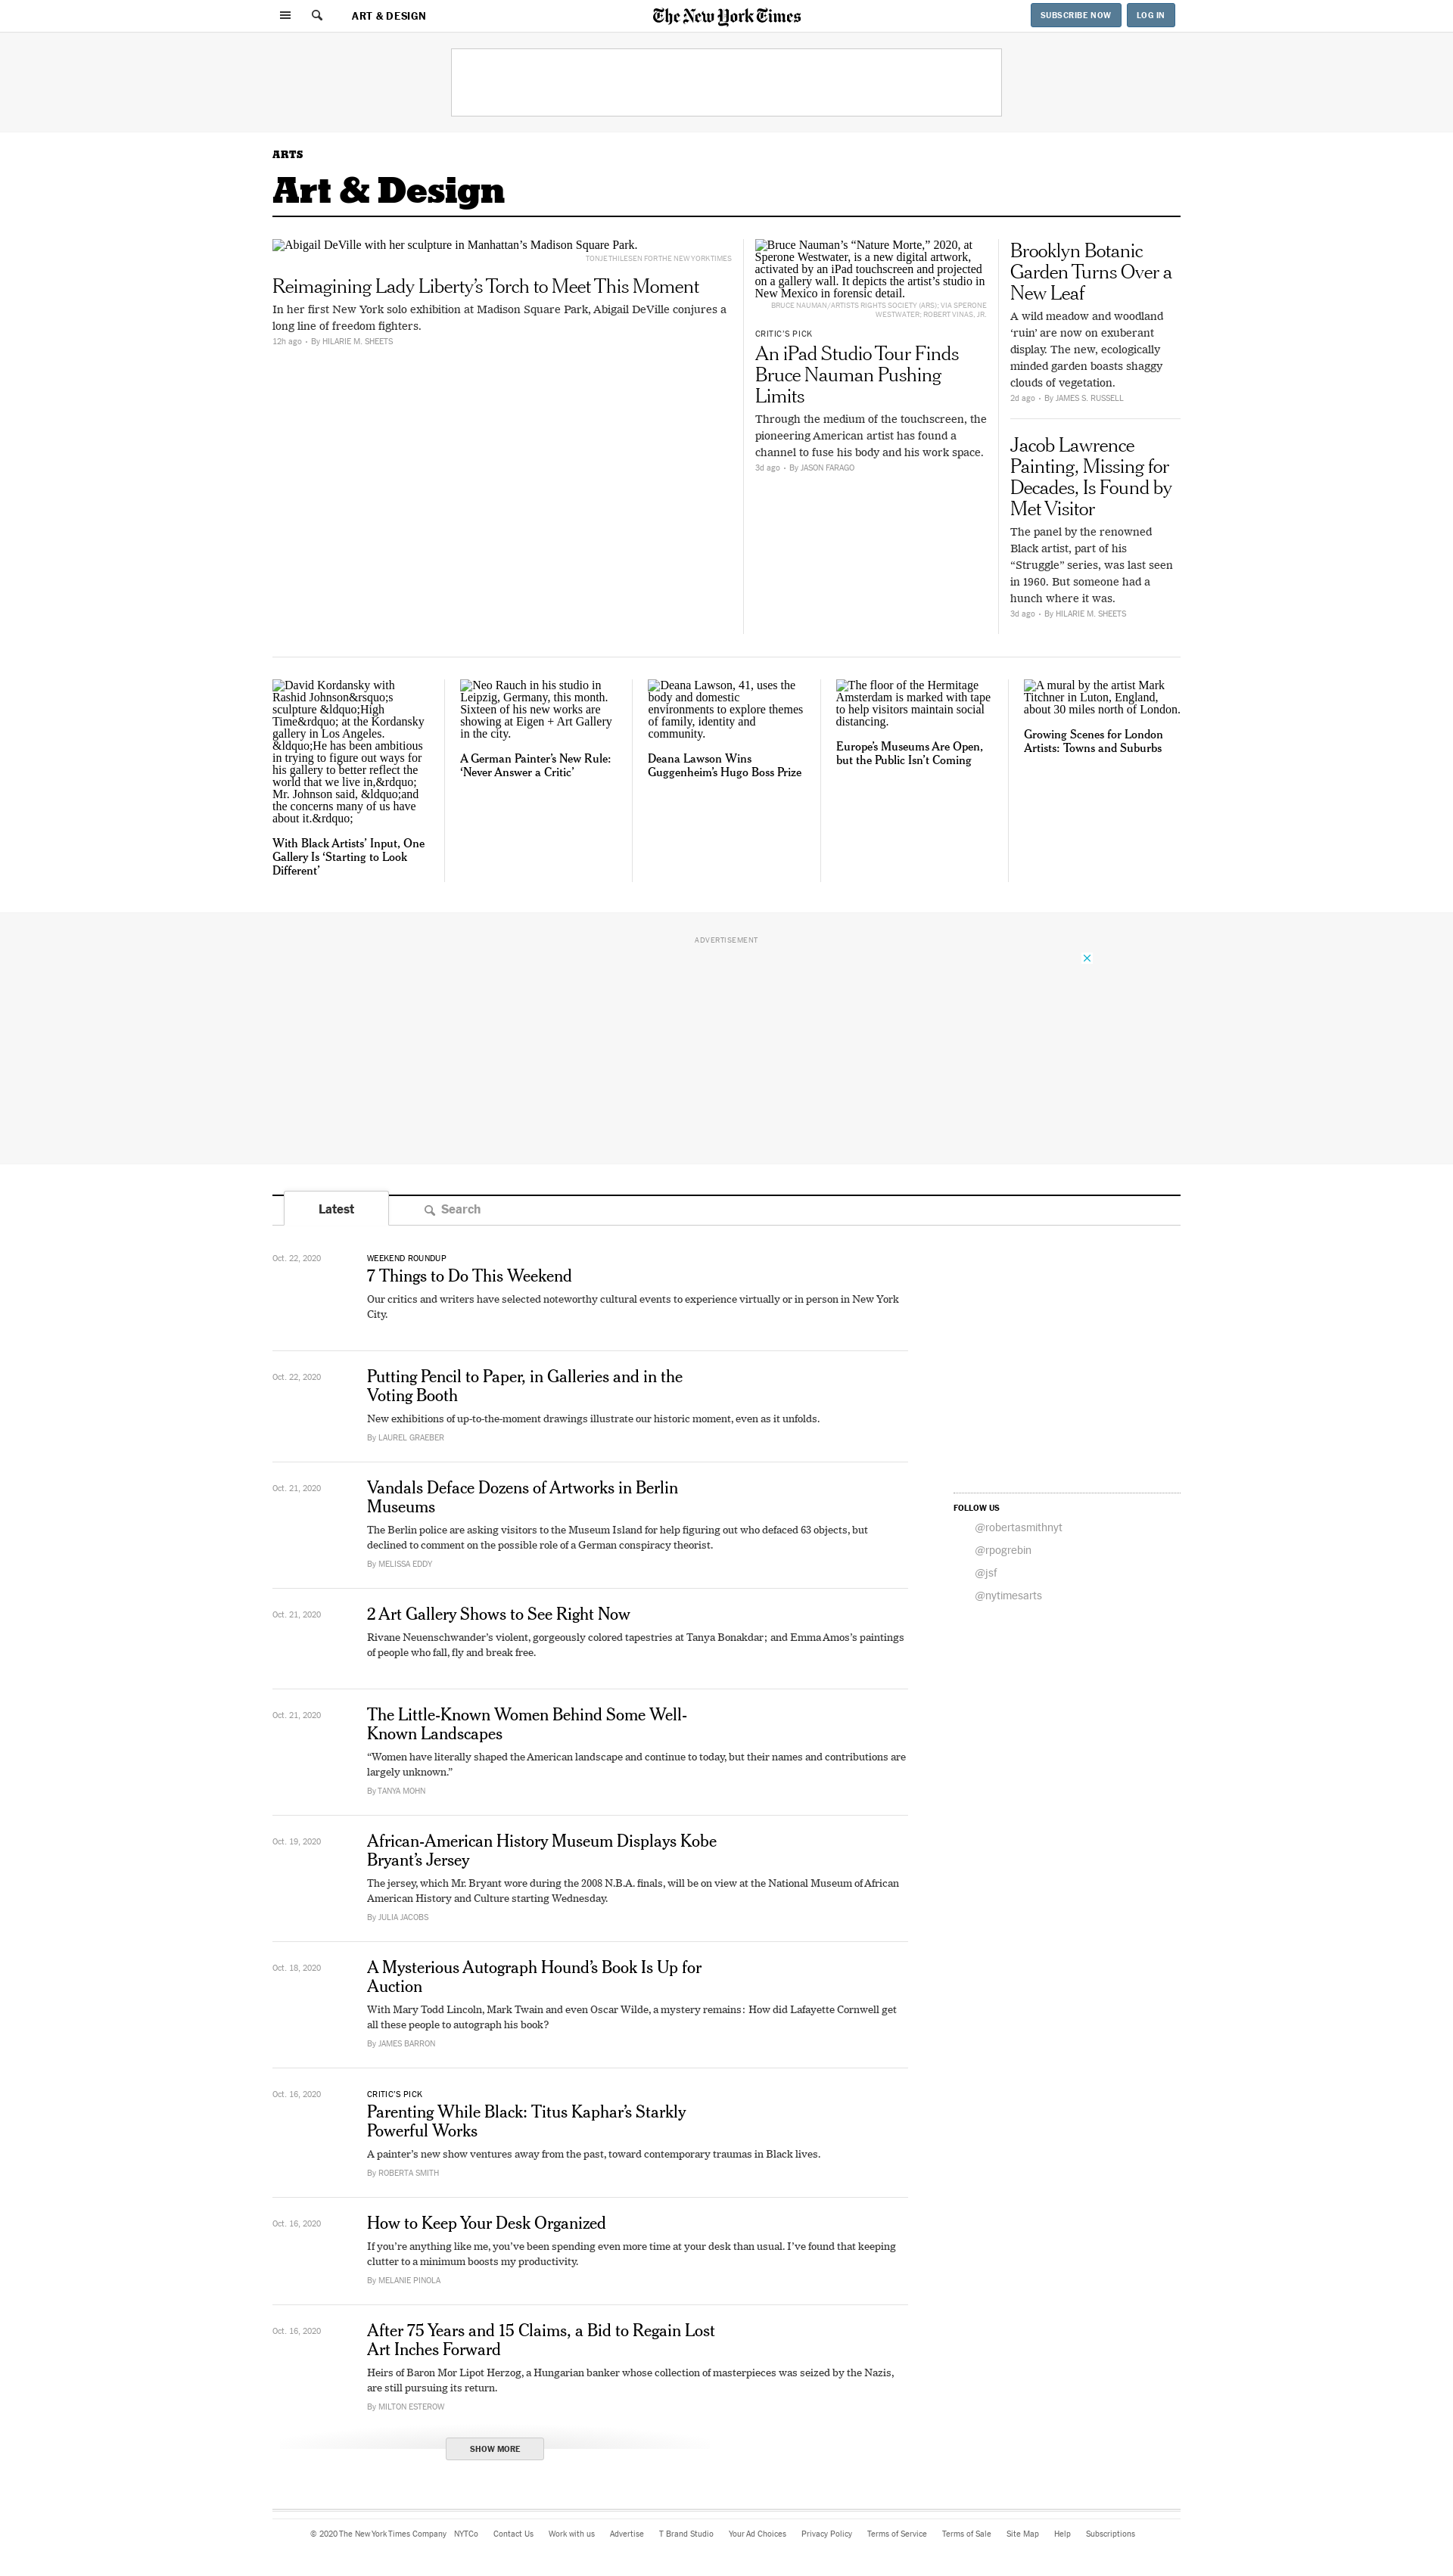 ART & DESIGN
The New York Times
SUBSCRIBE NOW
LOG IN
ARTS
Art & Design
Abigail DeVille with her sculpture in Manhattan’s Madison Square Park.
TONJE THILESEN FOR THE NEW YORK TIMES
Reimagining Lady Liberty’s Torch to Meet This Moment
In her first New York solo exhibition at Madison Square Park, Abigail DeVille conjures a
long line of freedom fighters.
12h ago • By HILARIE M. SHEETS
Bruce Nauman’s “Nature Morte,” 2020, at
Sperone Westwater, is a new digital artwork,
activated by an iPad touchscreen and projected
on a gallery wall. It depicts the artist’s studio in
New Mexico in forensic detail.
BRUCE NAUMAN/ARTISTS RIGHTS SOCIETY (ARS); VIA SPERONE
WESTWATER; ROBERT VINAS, JR.
CRITIC’S PICK
An iPad Studio Tour Finds
Bruce Nauman Pushing
Limits
Through the medium of the touchscreen, the
pioneering American artist has found a
channel to fuse his body and his work space.
3d ago • By JASON FARAGO
Brooklyn Botanic
Garden Turns Over a
New Leaf
A wild meadow and woodland
‘ruin’ are now on exuberant
display. The new, ecologically
minded garden boasts shaggy
clouds of vegetation.
2d ago • By JAMES S. RUSSELL
Jacob Lawrence
Painting, Missing for
Decades, Is Found by
Met Visitor
The panel by the renowned
Black artist, part of his
“Struggle” series, was last seen
in 1960. But someone had a
hunch where it was.
3d ago • By HILARIE M. SHEETS
David Kordansky with
Rashid Johnson&rsquo;s
sculpture &ldquo;High
Time&rdquo; at the Kordansky
gallery in Los Angeles.
&ldquo;He has been ambitious
in trying to figure out ways for
his gallery to better reflect the
world that we live in,&rdquo;
Mr. Johnson said, &ldquo;and
the concerns many of us have
about it.&rdquo;
With Black Artists’ Input, One
Gallery Is ‘Starting to Look
Different’
Neo Rauch in his studio in
Leipzig, Germany, this month.
Sixteen of his new works are
showing at Eigen + Art Gallery
in the city.
A German Painter’s New Rule:
‘Never Answer a Critic’
Deana Lawson, 41, uses the
body and domestic
environments to explore themes
of family, identity and
community.
Deana Lawson Wins
Guggenheim’s Hugo Boss Prize
The floor of the Hermitage
Amsterdam is marked with tape
to help visitors maintain social
distancing.
Europe’s Museums Are Open,
but the Public Isn’t Coming
A mural by the artist Mark
Titchner in Luton, England,
about 30 miles north of London.
Growing Scenes for London
Artists: Towns and Suburbs
ADVERTISEMENT
Latest
Search
Oct. 22, 2020
WEEKEND ROUNDUP
7 Things to Do This Weekend
Our critics and writers have selected noteworthy cultural events to experience virtually or in person in New York
City.
Oct. 22, 2020
Putting Pencil to Paper, in Galleries and in the
Voting Booth
New exhibitions of up-to-the-moment drawings illustrate our historic moment, even as it unfolds.
By LAUREL GRAEBER
Oct. 21, 2020
Vandals Deface Dozens of Artworks in Berlin
Museums
The Berlin police are asking visitors to the Museum Island for help figuring out who defaced 63 objects, but
declined to comment on the possible role of a German conspiracy theorist.
By MELISSA EDDY
Oct. 21, 2020
2 Art Gallery Shows to See Right Now
Rivane Neuenschwander’s violent, gorgeously colored tapestries at Tanya Bonakdar; and Emma Amos’s paintings
of people who fall, fly and break free.
Oct. 21, 2020
The Little-Known Women Behind Some Well-
Known Landscapes
“Women have literally shaped the American landscape and continue to today, but their names and contributions are
largely unknown.”
By TANYA MOHN
Oct. 19, 2020
African-American History Museum Displays Kobe
Bryant’s Jersey
The jersey, which Mr. Bryant wore during the 2008 N.B.A. finals, will be on view at the National Museum of African
American History and Culture starting Wednesday.
By JULIA JACOBS
Oct. 18, 2020
A Mysterious Autograph Hound’s Book Is Up for
Auction
With Mary Todd Lincoln, Mark Twain and even Oscar Wilde, a mystery remains: How did Lafayette Cornwell get
all these people to autograph his book?
By JAMES BARRON
Oct. 16, 2020
CRITIC’S PICK
Parenting While Black: Titus Kaphar’s Starkly
Powerful Works
A painter’s new show ventures away from the past, toward contemporary traumas in Black lives.
By ROBERTA SMITH
Oct. 16, 2020
How to Keep Your Desk Organized
If you’re anything like me, you’ve been spending even more time at your desk than usual. I’ve found that keeping
clutter to a minimum boosts my productivity.
By MELANIE PINOLA
Oct. 16, 2020
After 75 Years and 15 Claims, a Bid to Regain Lost
Art Inches Forward
Heirs of Baron Mor Lipot Herzog, a Hungarian banker whose collection of masterpieces was seized by the Nazis,
are still pursuing its return.
By MILTON ESTEROW
SHOW MORE
FOLLOW US
@robertasmithnyt
@rpogrebin
@jsf
@nytimesarts
© 2020 The New York Times Company NYTCo Contact Us Work with us Advertise T Brand Studio Your Ad Choices Privacy Policy Terms of Service Terms of Sale Site Map Help Subscriptions